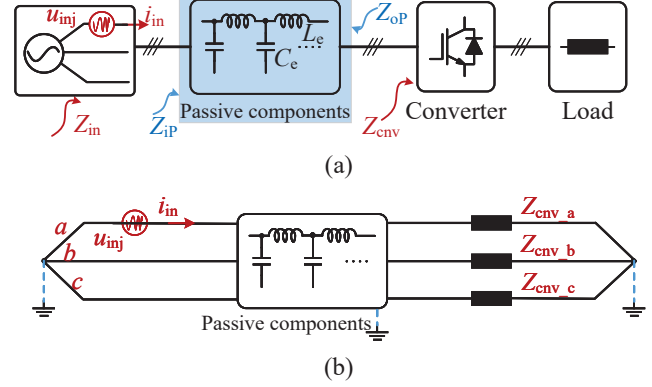 u_inj i_in L_e C_e ..... Z_oP
Passive components Converter Load
Z_in Z_iP Z_cnv
(a)
a u_inj i_in Z_cnv_a
b Z_cnv_b
c ..... Z_cnv_c
Passive components
(b)